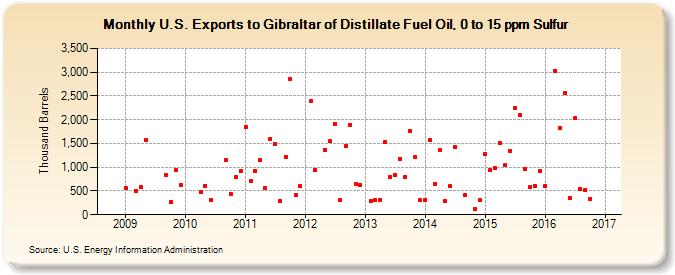 Monthly U.S. Exports to Gibraltar of Distillate Fuel Oil, 0 to 15 ppm Sulfur
Thousand Barrels
3,500
3,000
2,500
2,000
1,500
1,000
500
0
2009 2010 2011 2012 2013 2014 2015 2016 2017
Source: U.S. Energy Information Administration